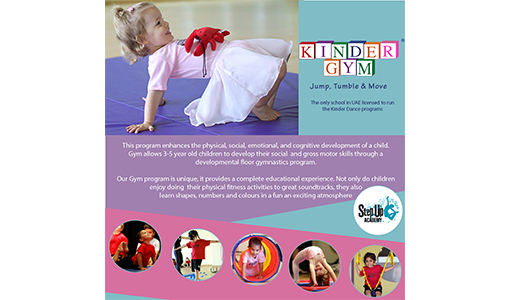 KINDER
GYM
Jump, Tumble & Move
The only school in UAE licensed to run
the Kinder Dance programs
This program enhances the physical, social, emotional, and cognitive development of a child.
Gym allows 3-5 year old children to develop their social and gross motor skills through a
developmental floor gymnastics program.
Our Gym program is unique, it provides a complete educational experience. Not only do children
enjoy doing their physical fitness activities to great soundtracks, they also
learn shapes, numbers and colours in a fun an exciting atmosphere
Step Up
ACADEMY